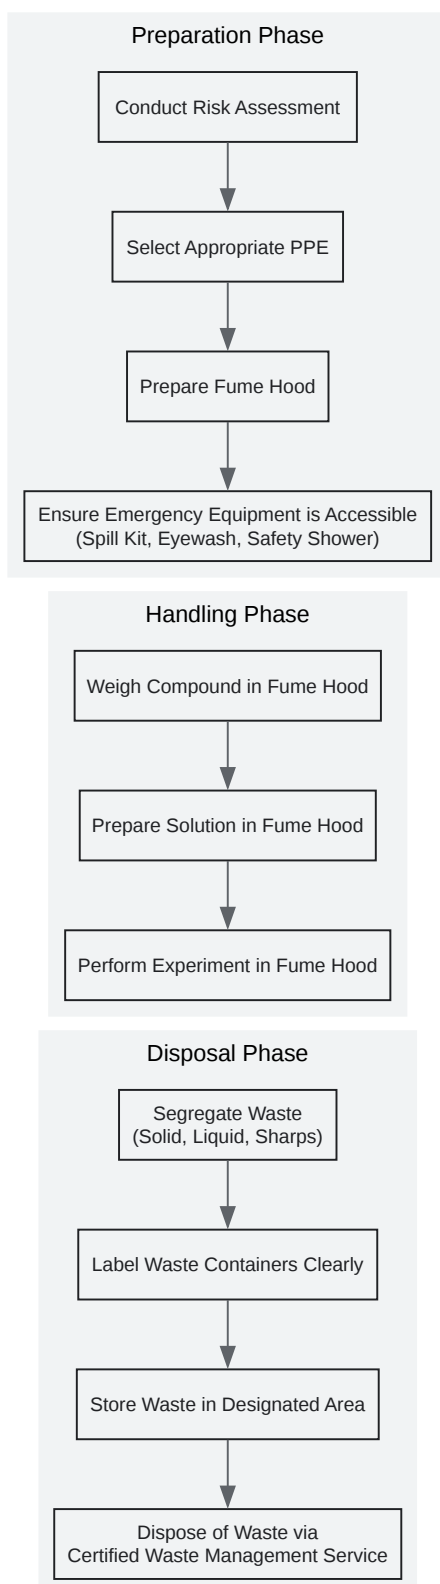 Preparation Phase
Conduct Risk Assessment
Select Appropriate PPE
Prepare Fume Hood
Ensure Emergency Equipment is Accessible
(Spill Kit, Eyewash, Safety Shower)
Handling Phase
Weigh Compound in Fume Hood
Prepare Solution in Fume Hood
Perform Experiment in Fume Hood
Disposal Phase
Segregate Waste
(Solid, Liquid, Sharps)
Label Waste Containers Clearly
Store Waste in Designated Area
Dispose of Waste via
Certified Waste Management Service